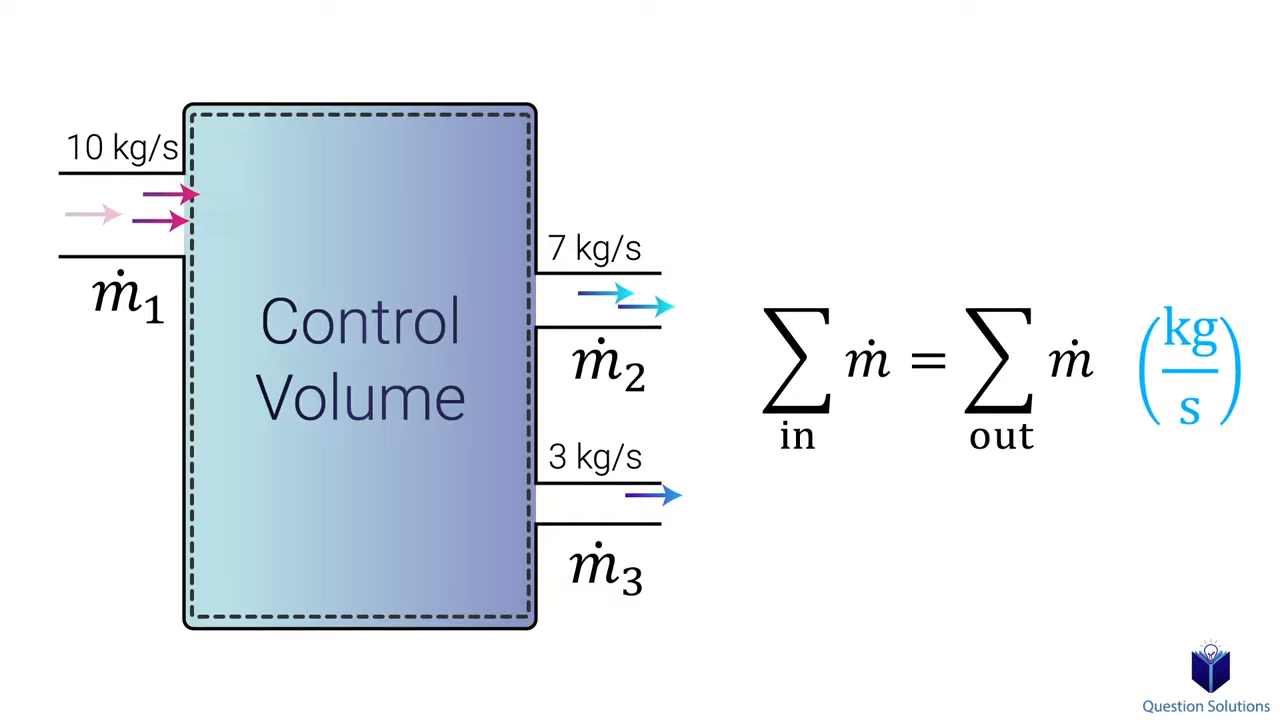 10 kg/s
ṁ₁
Control
Volume
7 kg/s
ṁ₂
3 kg/s
ṁ₃
∑ ṁ = ∑ ṁ (kg/s)
in out
Question Solutions